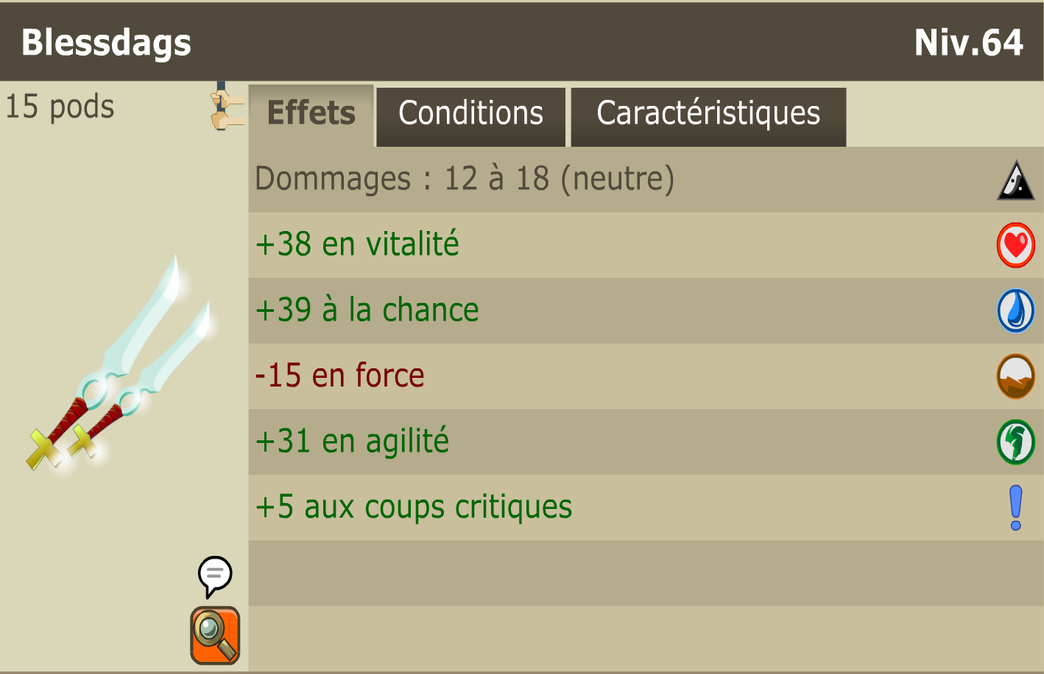 Blessdags
Niv.64
15 pods
Effets
Conditions
Caractéristiques
Dommages : 12 à 18 (neutre)
+38 en vitalité
+39 à la chance
-15 en force
+31 en agilité
+5 aux coups critiques